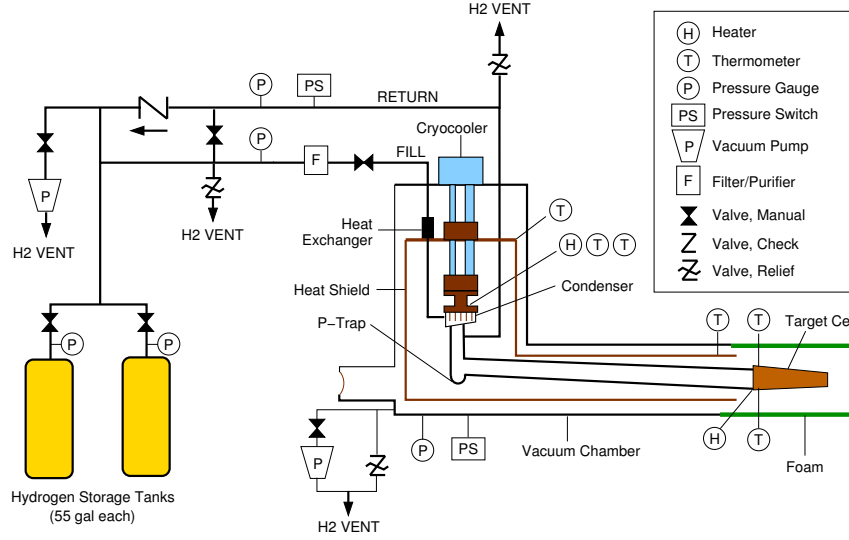 H2 VENT
H
Heater
T
Thermometer
P
Pressure Gauge
PS
Pressure Switch
P
Vacuum Pump
F
Filter/Purifier
Valve, Manual
Valve, Check
Valve, Relief
P
PS
RETURN
P
F
FILL
Cryocooler
P
H2 VENT
H2 VENT
Heat
Exchanger
T
H
T
T
Heat Shield
Condenser
P−Trap
T
T
Target Ce
P
P
Hydrogen Storage Tanks
(55 gal each)
P
P
PS
Vacuum Chamber
H
T
Foam
H2 VENT